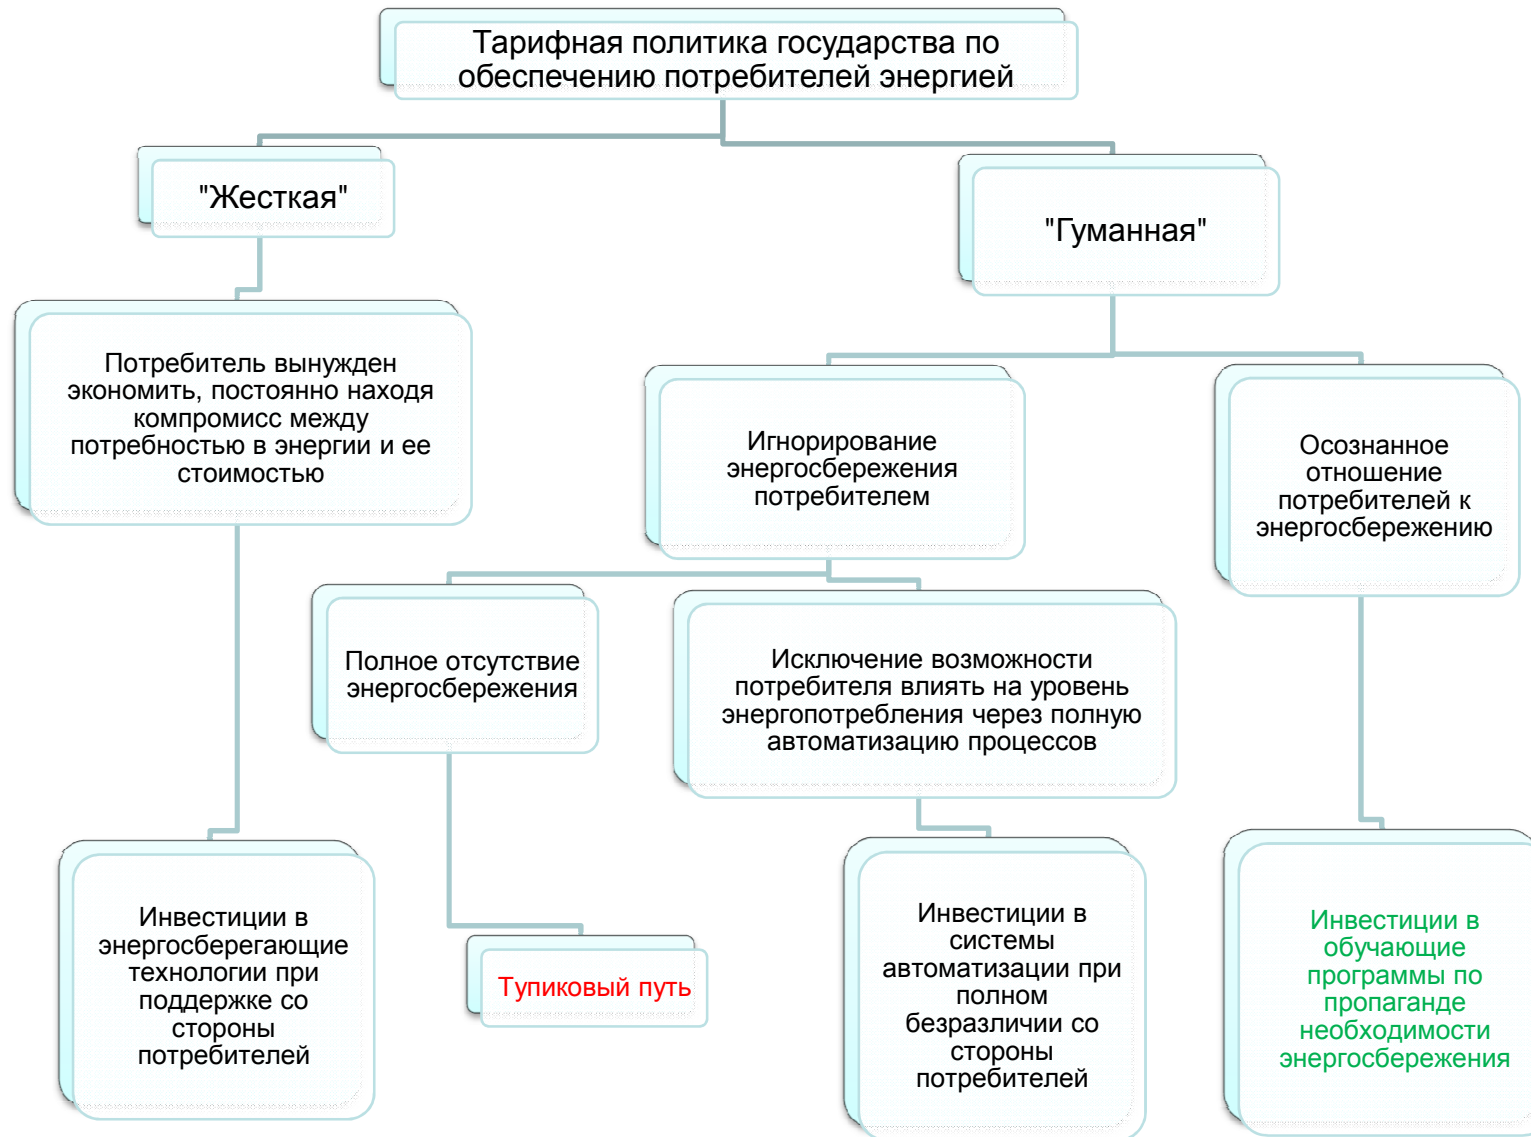 Тарифная политика государства по
обеспечению потребителей энергией
"Жесткая"
"Гуманная"
Потребитель вынужден
экономить, постоянно находя
компромисс между
потребностью в энергии и ее
стоимостью
Игнорирование
энергосбережения
потребителем
Осознанное
отношение
потребителей к
энергосбережению
Полное отсутствие
энергосбережения
Исключение возможности
потребителя влиять на уровень
энергопотребления через полную
автоматизацию процессов
Инвестиции в
энергосберегающие
технологии при
поддержке со
стороны
потребителей
Тупиковый путь
Инвестиции в
системы
автоматизации при
полном
безразличии со
стороны
потребителей
Инвестиции в
обучающие
программы по
пропаганде
необходимости
энергосбережения